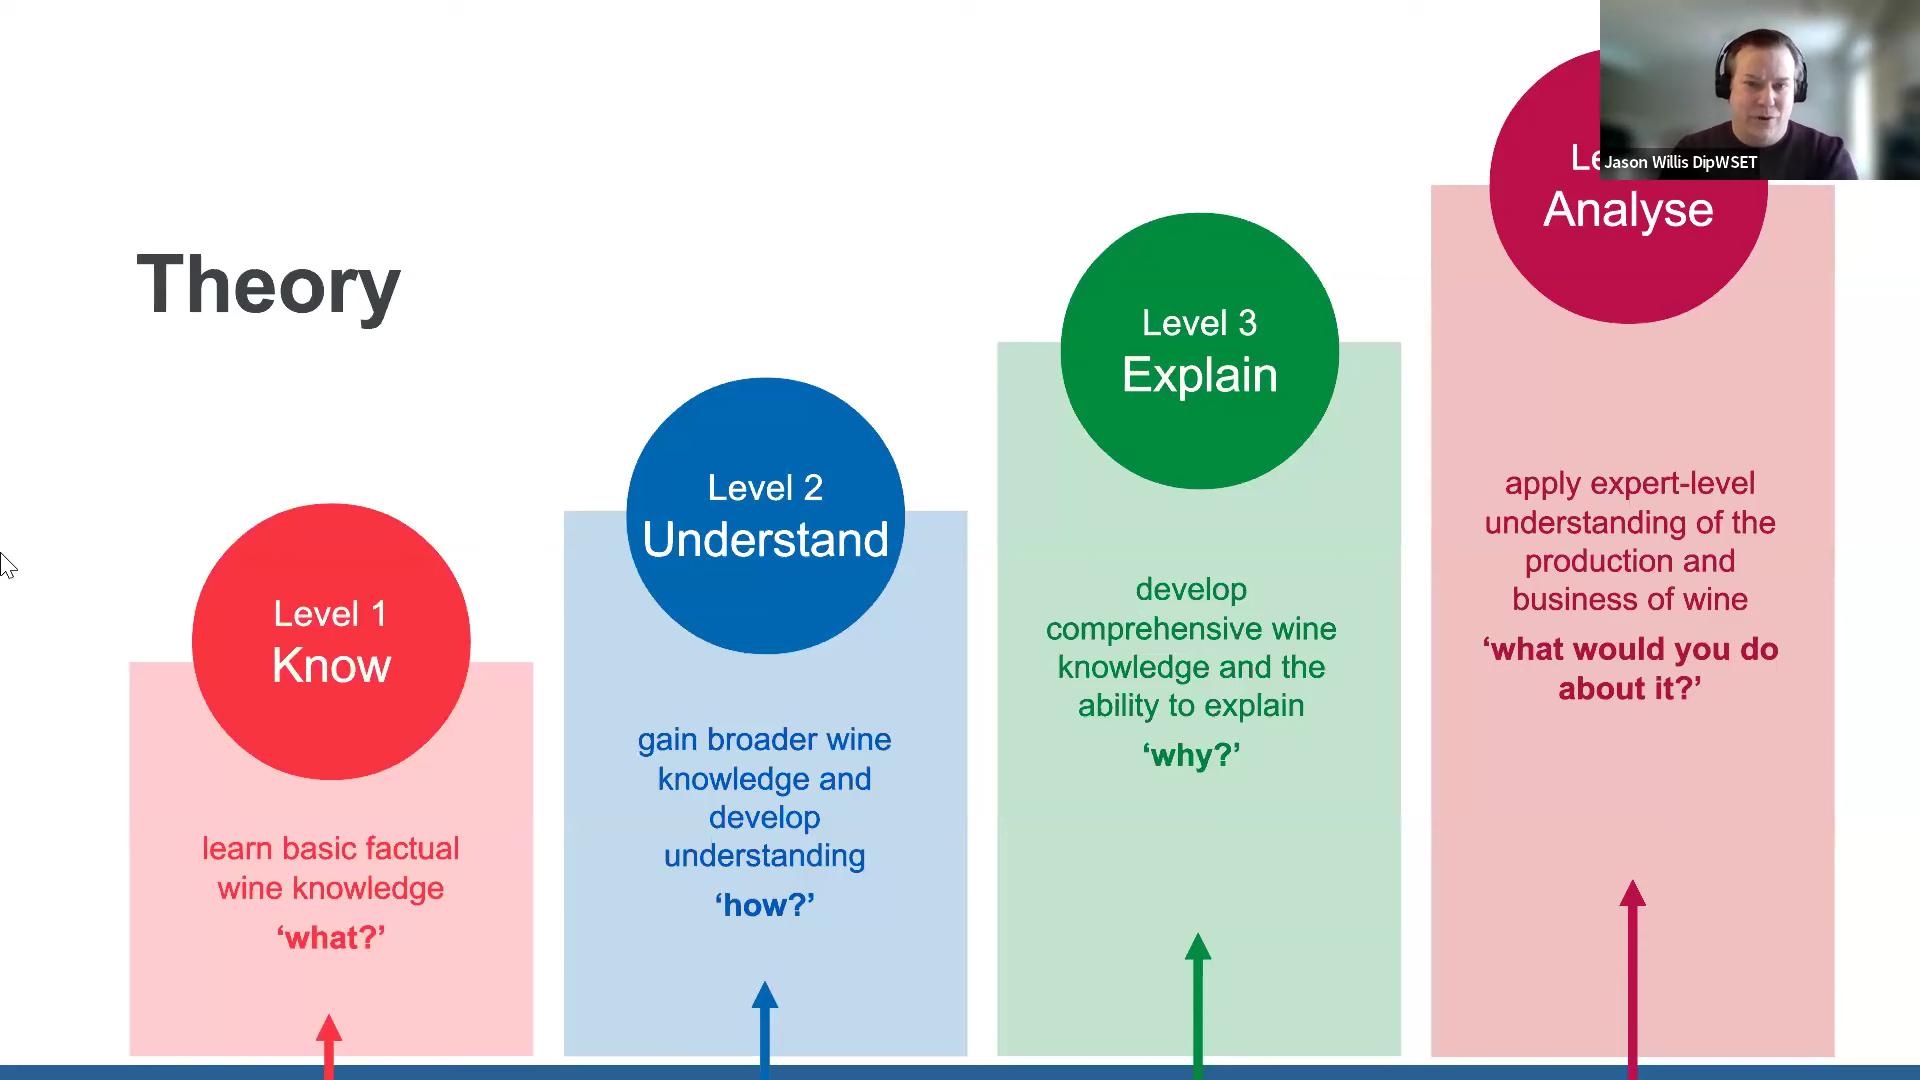 Theory
Level 1
Know
learn basic factual
wine knowledge
‘what?’
Level 2
Understand
gain broader wine
knowledge and
develop
understanding
‘how?’
Level 3
Explain
develop
comprehensive wine
knowledge and the
ability to explain
‘why?’
Le
Analyse
apply expert-level
understanding of the
production and
business of wine
‘what would you do
about it?’
Jason Willis DipWSET